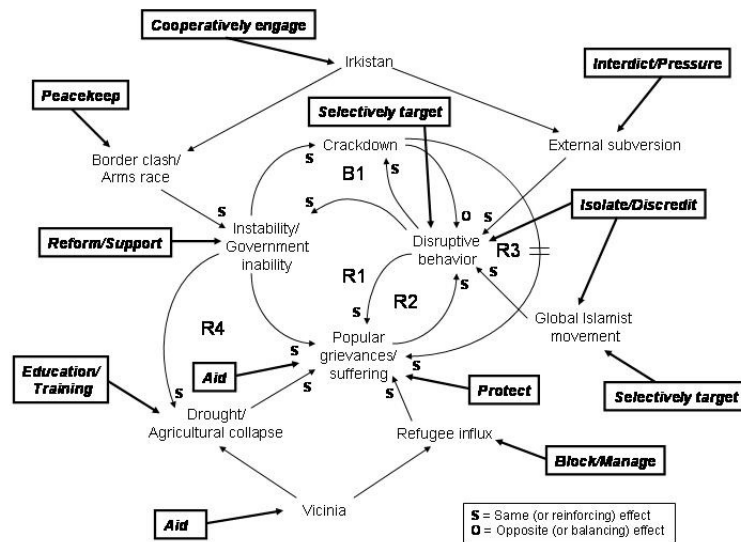 Cooperatively engage
Irkistan
Interdict/Pressure
Peacekeep
Selectively target
Border clash/
Arms race
Crackdown
External subversion
S
S
B1
S
S
S
O
S
Isolate/Discredit
Reform/Support
Instability/
Government
inability
Disruptive
behavior
R3
S
S
R1
R2
S
R4
Popular
grievances/
suffering
Global Islamist
movement
S
S
Education/
Training
Aid
S
S
S
Protect
Selectively target
Drought/
Agricultural collapse
Refugee influx
Block/Manage
Aid
Vicinia
S = Same (or reinforcing) effect
O = Opposite (or balancing) effect